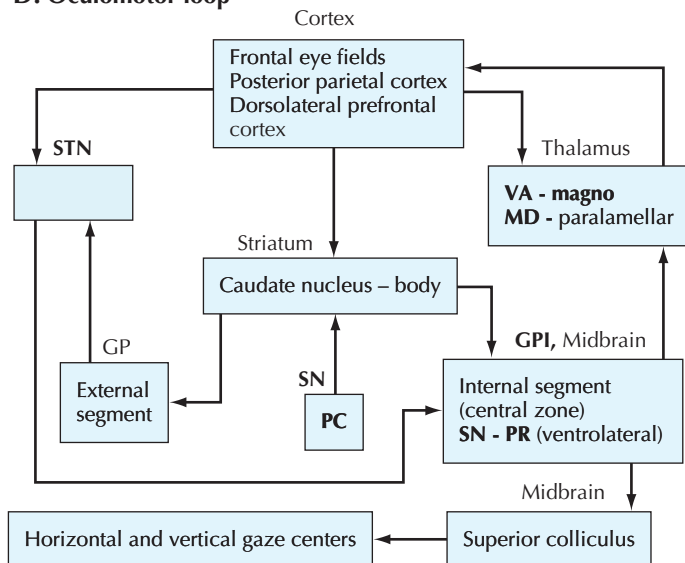 D. Oculomotor loop
Cortex
Frontal eye fields
Posterior parietal cortex
Dorsolateral prefrontal
cortex
STN
Thalamus
VA - magno
MD - paralamellar
Striatum
Caudate nucleus – body
GP
External
segment
SN
PC
GPI, Midbrain
Internal segment
(central zone)
SN - PR (ventrolateral)
Midbrain
Horizontal and vertical gaze centers
Superior colliculus